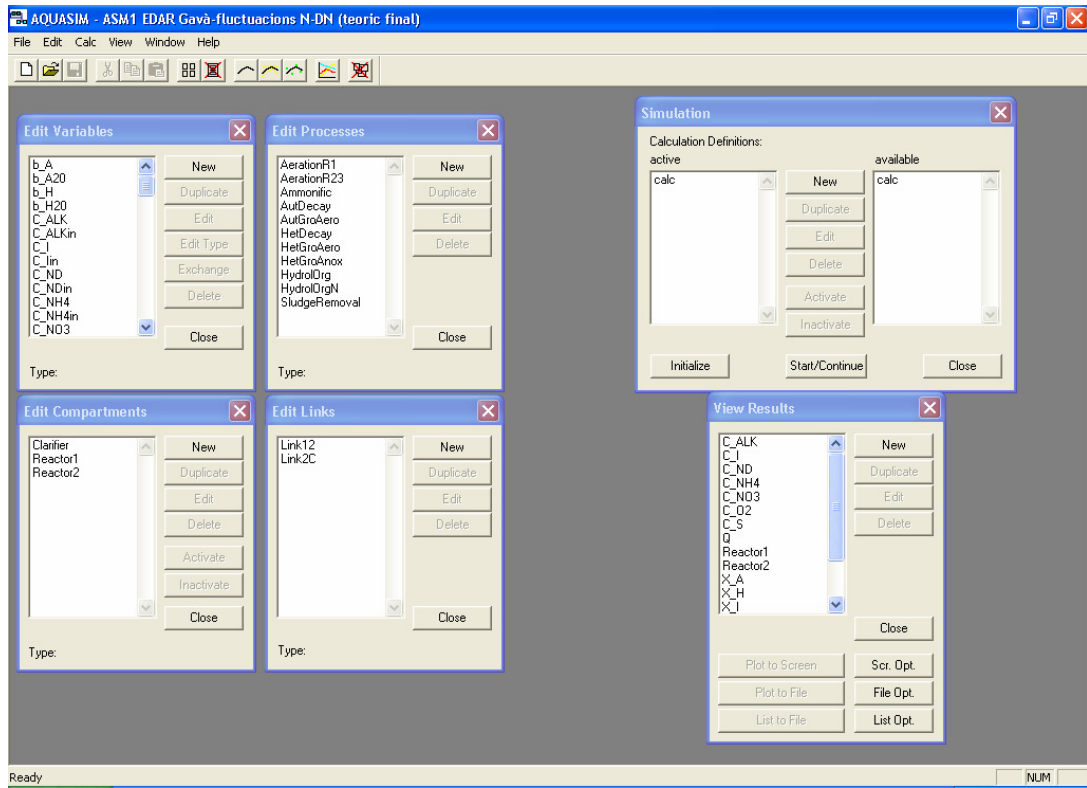 AQUASIM - ASM1 EDAR Gavà-fluctuacions N-DN (teoric final)
File Edit Calc View Window Help
Edit Variables
b_A
b_A20
b_H
b_H20
C_ALK
C_ALKin
C_I
C_Iin
C_ND
C_NDin
C_NH4
C_NH4in
C_NO3
New
Duplicate
Edit
Edit Type
Exchange
Delete
Close
Type:
Edit Processes
AerationR1
AerationR23
Ammonific
AutDecay
AutGroAero
HetDecay
HetGroAero
HetGroAnox
HydrolOrg
HydrolOrgN
SludgeRemoval
New
Duplicate
Edit
Delete
Close
Type:
Simulation
Calculation Definitions:
active
available
calc
New
Duplicate
Edit
Delete
Activate
Inactivate
calc
Initialize
Start/Continue
Close
Edit Compartments
Clarifier
Reactor1
Reactor2
New
Duplicate
Edit
Delete
Activate
Inactivate
Close
Type:
Edit Links
Link12
Link2C
New
Duplicate
Edit
Delete
Close
Type:
View Results
C_ALK
C_I
C_ND
C_NH4
C_NO3
C_O2
C_S
Q
Reactor1
Reactor2
X_A
X_H
X_I
New
Duplicate
Edit
Delete
Close
Plot to Screen
Scr. Opt.
Plot to File
File Opt.
List to File
List Opt.
Ready
NUM